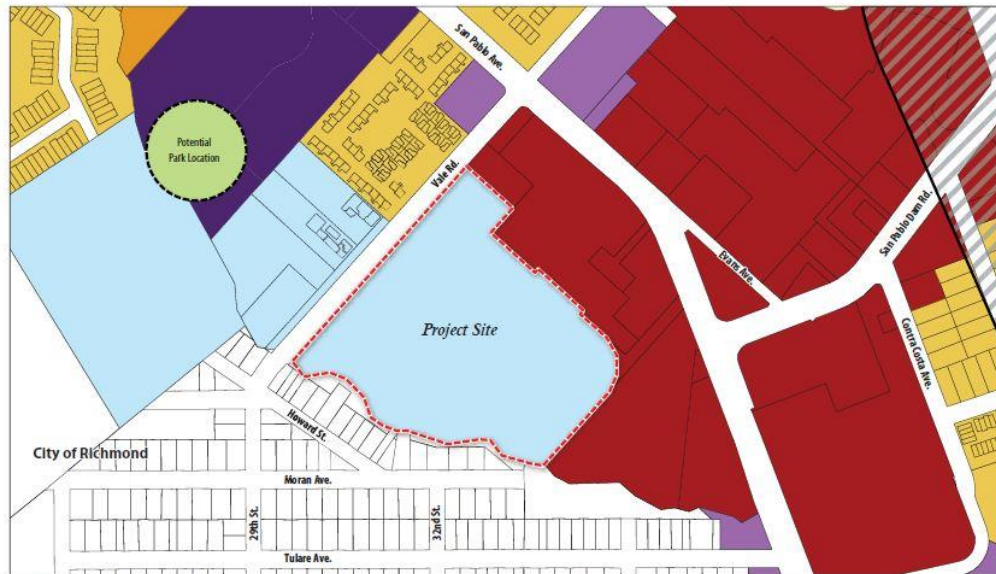 San Pablo Ave.
Potential
Park Location
Vale Rd.
San Pablo Dam Rd.
Evans Ave.
Project Site
Contra Costa Ave.
Howard St.
City of Richmond
Moran Ave.
29th St.
32nd St.
Tulare Ave.